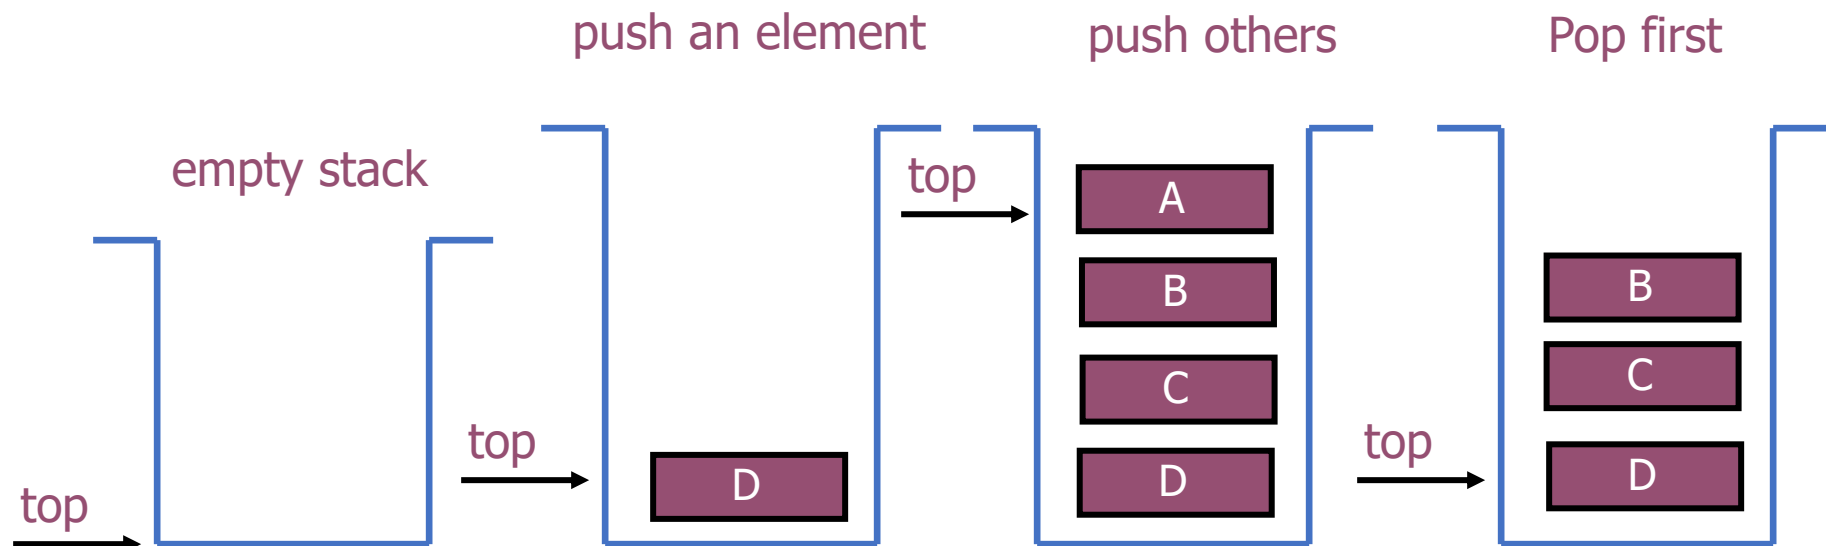 push an element
push others
Pop first
empty stack
top
top
D
top
A
B
C
D
top
B
C
D